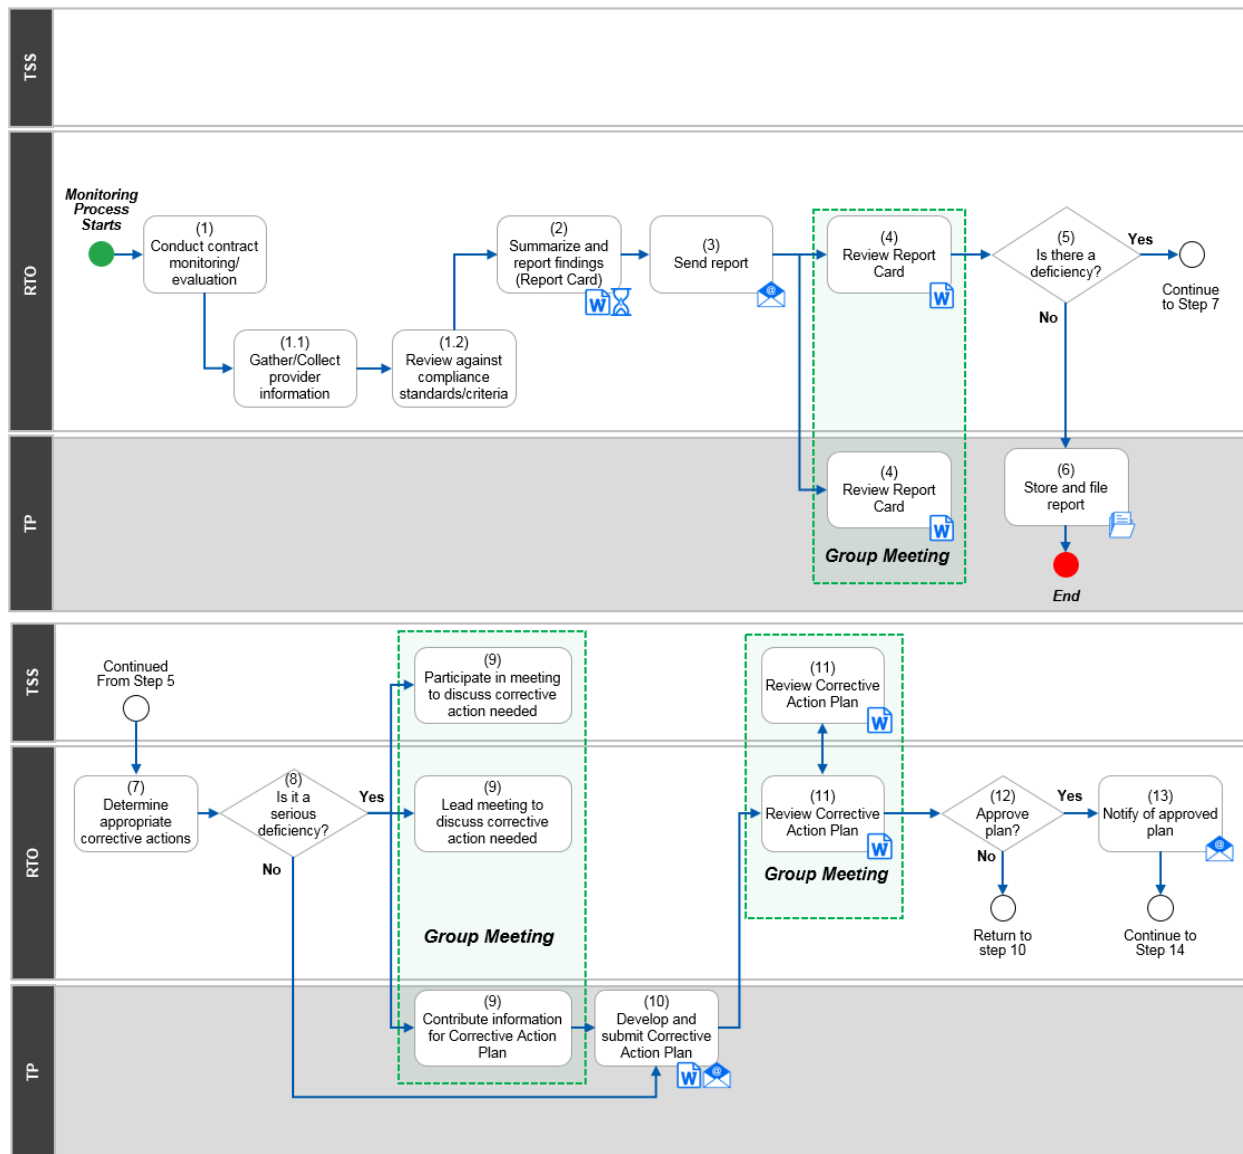 TSS
RTO
TP
Monitoring
Process
Starts
(1)
Conduct contract
monitoring/
evaluation
(1.1)
Gather/Collect
provider
information
(1.2)
Review against
compliance
standards/criteria
(2)
Summarize and
report findings
(Report Card)
W
(3)
Send report
@
(4)
Review Report
Card
W
(4)
Review Report
Card
W
Group Meeting
(5)
Is there a
deficiency?
Yes
Continue
to Step 7
No
(6)
Store and file
report
End
TSS
RTO
TP
Continued
From Step 5
(7)
Determine
appropriate
corrective actions
(8)
Is it a
serious
deficiency?
Yes
No
(9)
Participate in meeting
to discuss corrective
action needed
(9)
Lead meeting to
discuss corrective
action needed
Group Meeting
(9)
Contribute information
for Corrective Action
Plan
(10)
Develop and
submit Corrective
Action Plan
W
@
(11)
Review Corrective
Action Plan
W
(11)
Review Corrective
Action Plan
W
Group Meeting
(12)
Approve
plan?
Yes
No
Return to
step 10
(13)
Notify of approved
plan
@
Continue to
Step 14